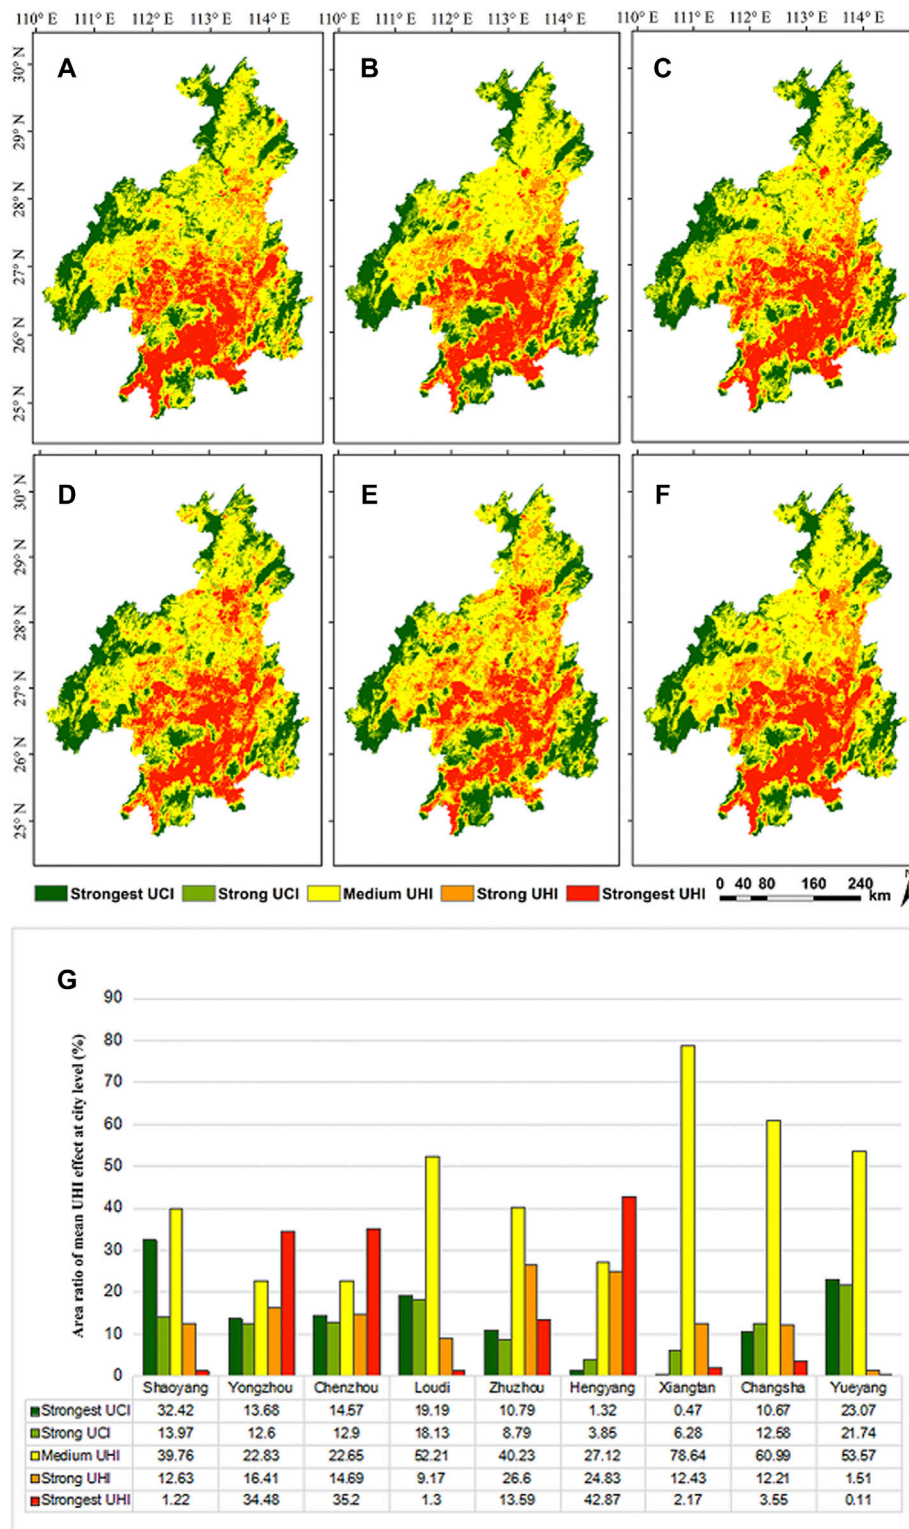 110° E 111° E 112° E 113° E 114° E 110° E 111° E 112° E 113° E 114° E 110° E 111° E 112° E 113° E 114° E
A B C
30° N
29° N
28° N
27° N
26° N
25° N
D E F
30° N
29° N
28° N
27° N
26° N
25° N
Strongest UCI Strong UCI Medium UHI Strong UHI Strongest UHI
0 40 80 160 240 km
N
G
Area ratio of mean UHI effect at city level (%)
90
80
70
60
50
40
30
20
10
0
Shaoyang Yongzhou Chenzhou Loudi Zhuzhou Hengyang Xiangtan Changsha Yueyang
Strongest UCI 32.42 13.68 14.57 19.19 10.79 1.32 0.47 10.67 23.07
Strong UCI 13.97 12.6 12.9 18.13 8.79 3.85 6.28 12.58 21.74
Medium UHI 39.76 22.83 22.65 52.21 40.23 27.12 78.64 60.99 53.57
Strong UHI 12.63 16.41 14.69 9.17 26.6 24.83 12.43 12.21 1.51
Strongest UHI 1.22 34.48 35.2 1.3 13.59 42.87 2.17 3.55 0.11